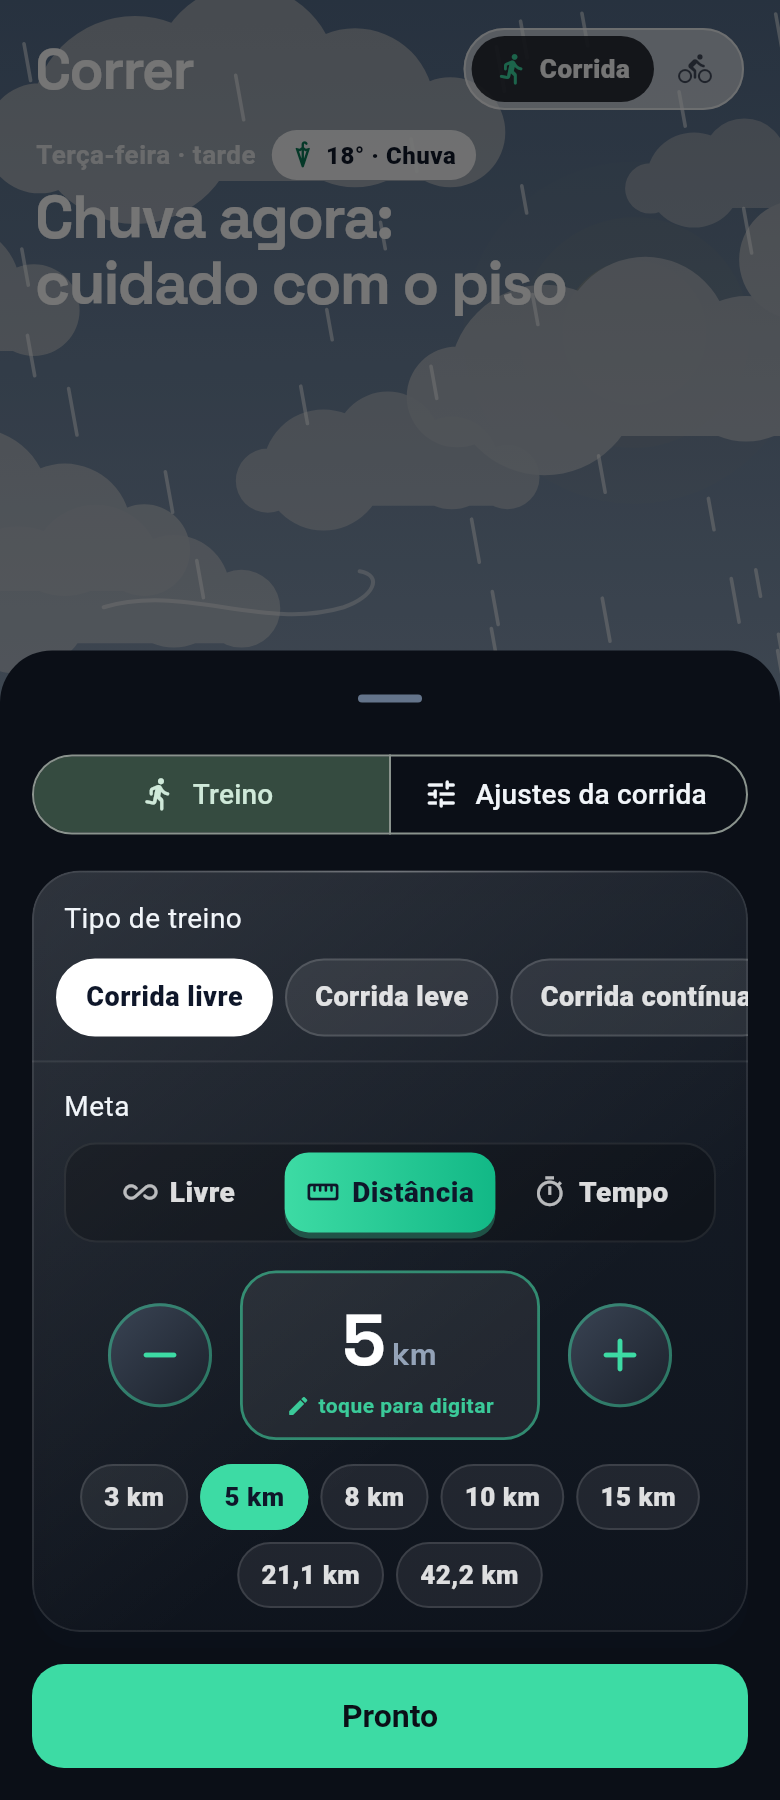 Correr
Corrida
Terça-feira · tarde
18° · Chuva
Chuva agora:
cuidado com o piso
Treino
Ajustes da corrida
Tipo de treino
Corrida livre
Corrida leve
Corrida contínua
Meta
Livre
Distância
Tempo
5 km
toque para digitar
3 km
5 km
8 km
10 km
15 km
21,1 km
42,2 km
Pronto